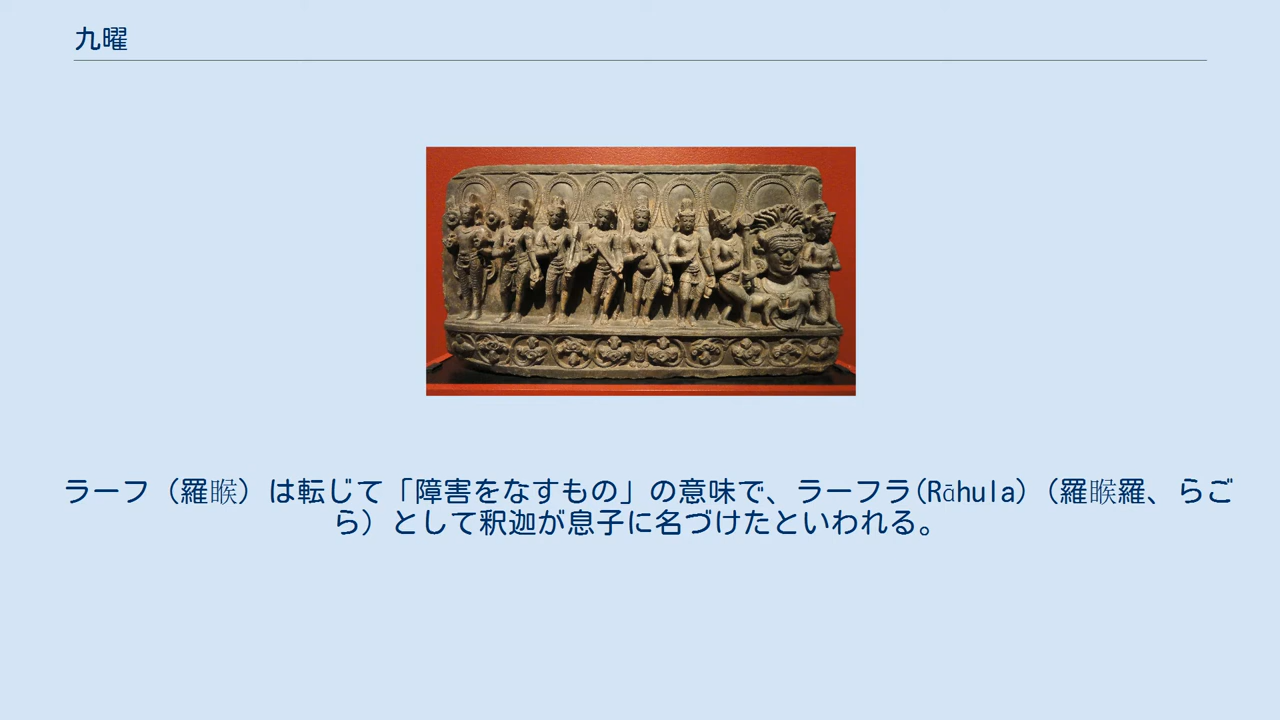 九曜
ラーフ（羅睺）は転じて「障害をなすもの」の意味で、ラーフラ(Rāhula)（羅睺羅、らご
ら）として釈迦が息子に名づけたといわれる。